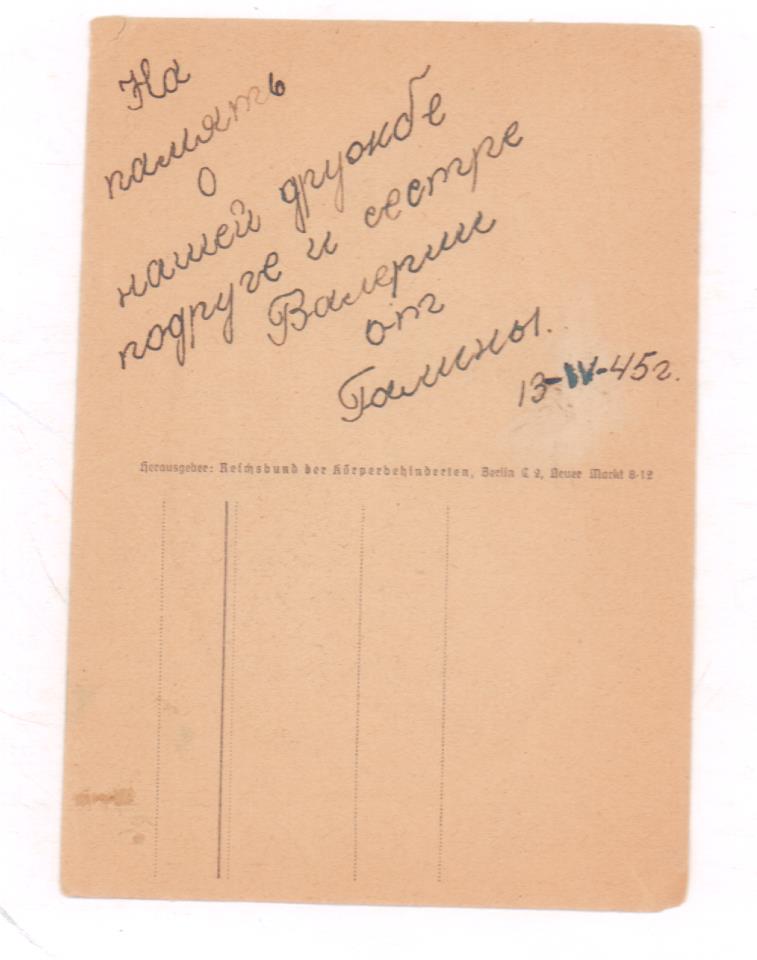 На
память
о
нашей дружбе
подруге и сестре
Валерии
от
Галины.
13-IV-45г.
Herausgeber: Reichsbund der Körperbehinderten, Berlin C 2, Neuer Markt 8-12